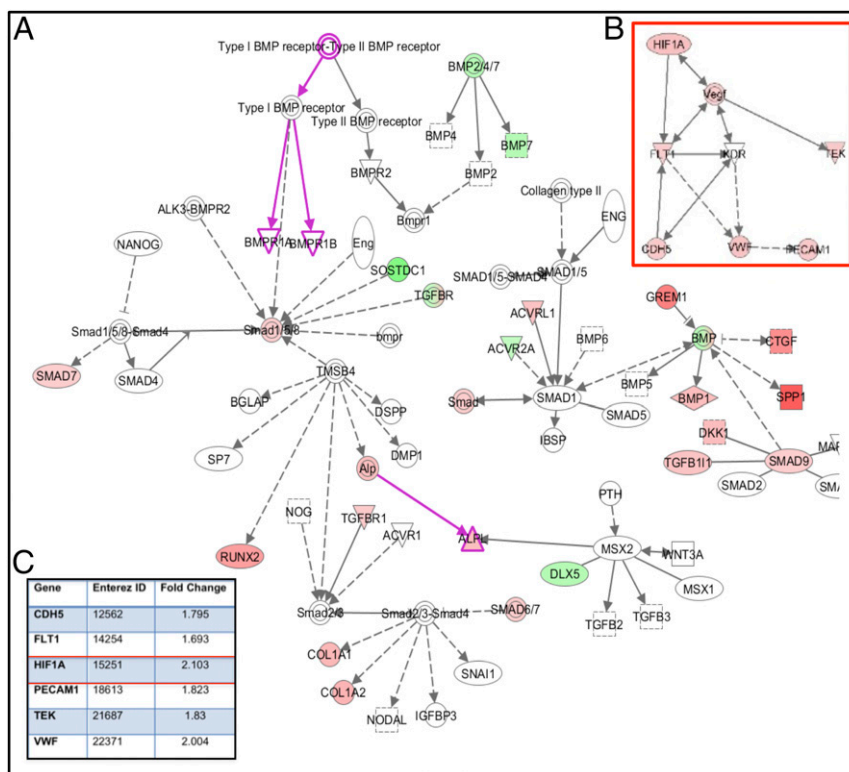 A
Type I BMP receptor-Type II BMP receptor
BMP2/4/7
Type I BMP receptor
Type II BMP receptor
BMP4
BMP7
BMPR2
BMP2
Bmpr1
ALK3-BMPR2
NANOG
BMPR1A
BMPR1B
Eng
SOSTDC1
TGFBR
Smad1/5/8-Smad4
Smad1/5/8
bmpr
SMAD7
SMAD4
Collagen type II
ENG
SMAD1/5-SMAD4
SMAD1/5
ACVRL1
ACVR2A
BMP6
Smad
SMAD1
SMAD5
IBSP
GREM1
BMP
CTGF
BMP5
BMP1
SPP1
DKK1
TGFB1I1
SMAD9
SMAD2
TMSB4
BGLAP
DSPP
SP7
DMP1
Alp
RUNX2
NOG
TGFBR1
ACVR1
ALPL
PTH
MSX2
WNT3A
DLX5
MSX1
TGFB2
TGFB3
Smad2/3
Smad2/3-Smad4
SMAD6/7
COL1A1
COL1A2
SNAI1
NODAL
IGFBP3
B
HIF1A
Vegf
FLT1
KDR
TEK
CDH5
VWF
PECAM1
C
Gene Enterez ID Fold Change
CDH5 12562 1.795
FLT1 14254 1.693
HIF1A 15251 2.103
PECAM1 18613 1.823
TEK 21687 1.83
VWF 22371 2.004